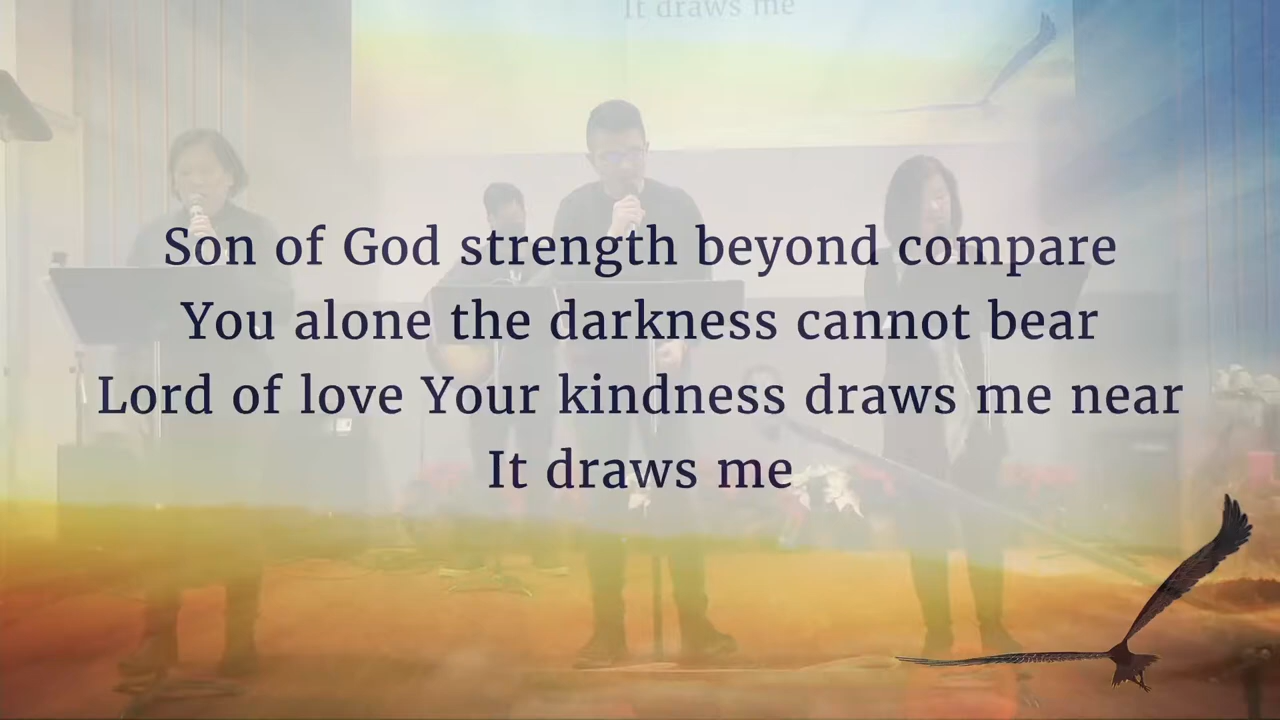 It draws me
Son of God strength beyond compare
You alone the darkness cannot bear
Lord of love Your kindness draws me near
It draws me